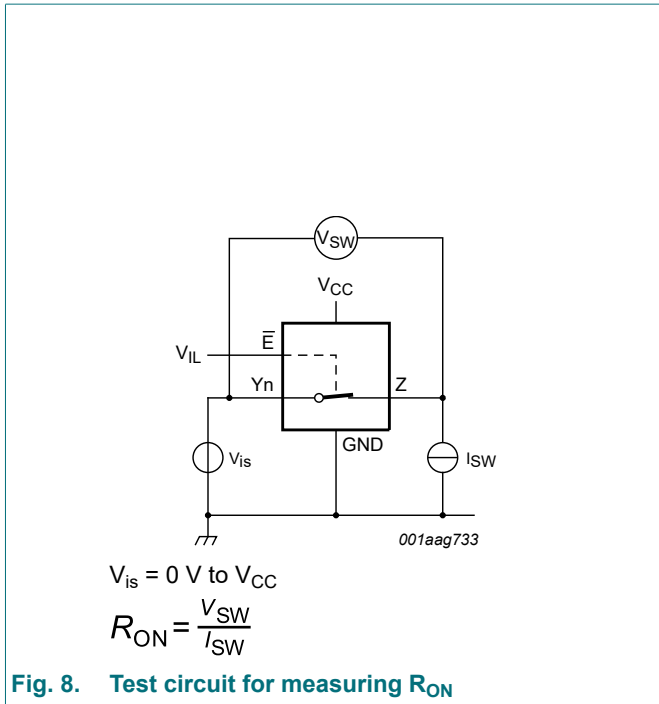 VSW
VCC
E̅
VIL
Yn
Z
GND
Vis
ISW
001aag733
Vis = 0 V to VCC
RON = VSW / ISW
Fig. 8. Test circuit for measuring RON